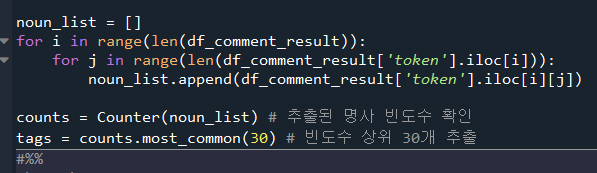 noun_list = []
for i in range(len(df_comment_result)):
    for j in range(len(df_comment_result['token'].iloc[i])):
        noun_list.append(df_comment_result['token'].iloc[i][j])
counts = Counter(noun_list) # 추출된 명사 빈도수 확인
tags = counts.most_common(30) # 빈도수 상위 30개 추출
#%%